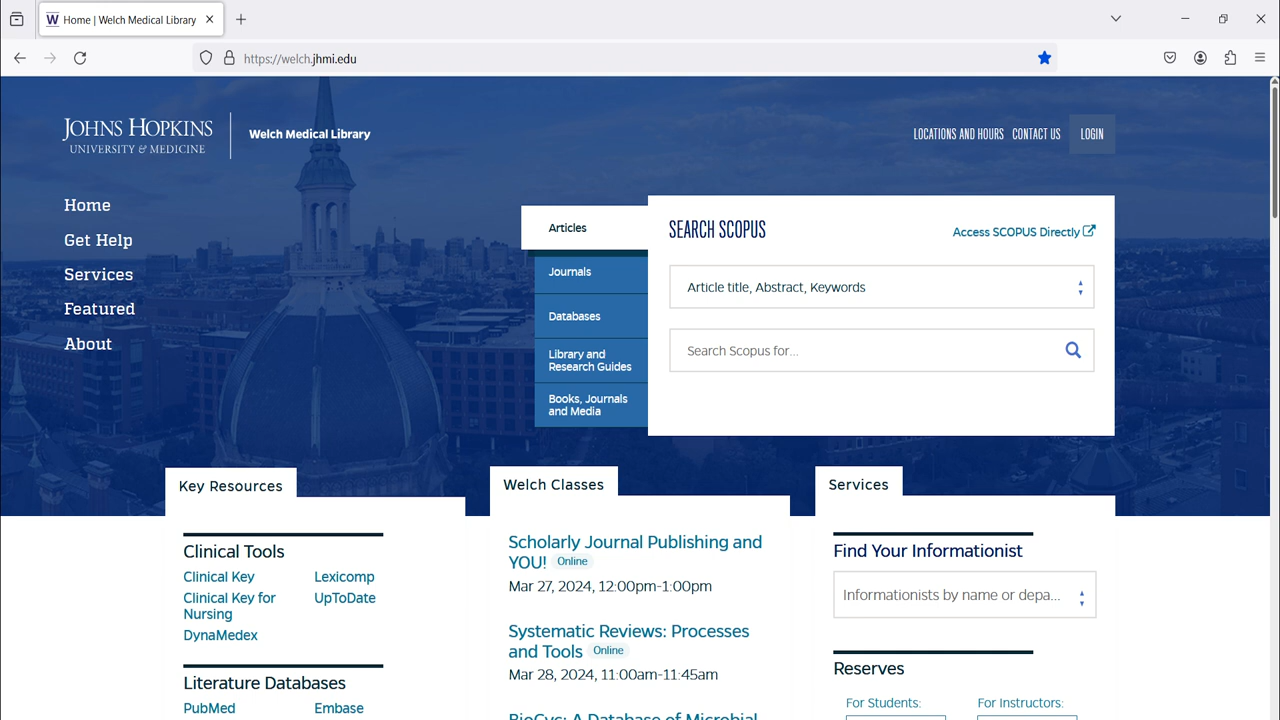 Home | Welch Medical Library
https://welch.jhmi.edu
JOHNS HOPKINS
UNIVERSITY & MEDICINE
Welch Medical Library
LOCATIONS AND HOURS
CONTACT US
LOGIN
Home
Get Help
Services
Featured
About
Articles
Journals
Databases
Library and
Research Guides
Books, Journals
and Media
SEARCH SCOPUS
Access SCOPUS Directly
Article title, Abstract, Keywords
Search Scopus for...
Key Resources
Clinical Tools
Clinical Key
Lexicomp
Clinical Key for
Nursing
UpToDate
DynaMedex
Literature Databases
PubMed
Embase
Welch Classes
Scholarly Journal Publishing and
YOU! Online
Mar 27, 2024, 12:00pm-1:00pm
Systematic Reviews: Processes
and Tools Online
Mar 28, 2024, 11:00am-11:45am
BioCyc: A Database of Microbial
Services
Find Your Informationist
Informationists by name or depa...
Reserves
For Students:
For Instructors: